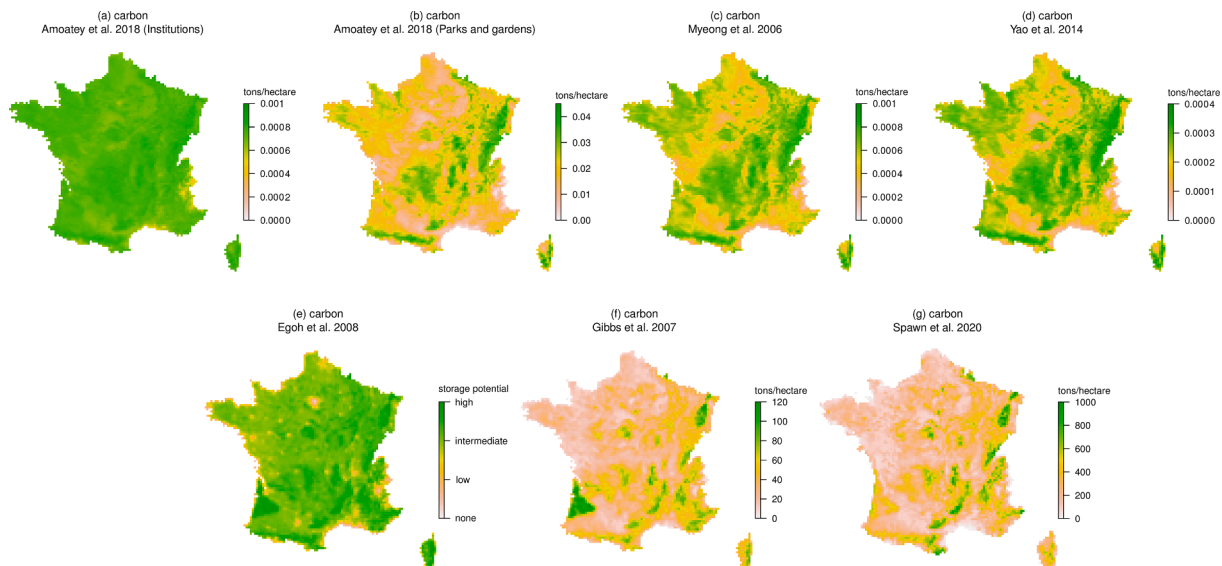 (a) carbon
Amoatey et al. 2018 (Institutions)
tons/hectare
0.001
0.0008
0.0006
0.0004
0.0002
0.0000
(b) carbon
Amoatey et al. 2018 (Parks and gardens)
tons/hectare
0.04
0.03
0.02
0.01
0.00
(c) carbon
Myeong 2006
tons/hectare
0.001
0.0008
0.0006
0.0004
0.0002
0.0000
(d) carbon
Yao et al. 2014
tons/hectare
0.0004
0.0003
0.0002
0.0001
0.0000
(e) carbon
Egoh et al. 2008
storage potential
high
intermediate
low
none
(f) carbon
Gibbs et al. 2007
tons/hectare
120
100
80
60
40
20
0
(g) carbon
Spawn et al. 2020
tons/hectare
1000
800
600
400
200
0